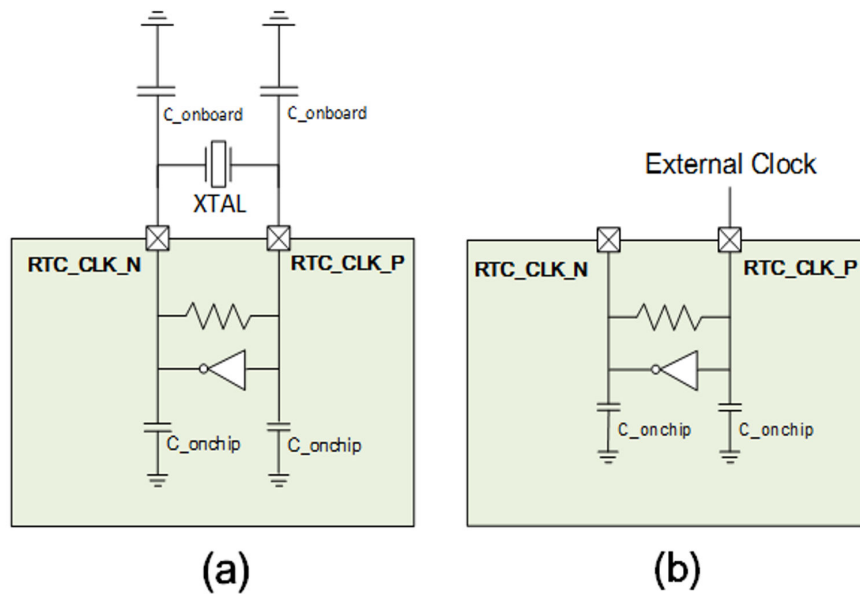 C_onboard
C_onboard
XTAL
RTC_CLK_N
RTC_CLK_P
C_onchip
C_onchip
(a)
External Clock
RTC_CLK_N
RTC_CLK_P
C_onchip
C_onchip
(b)